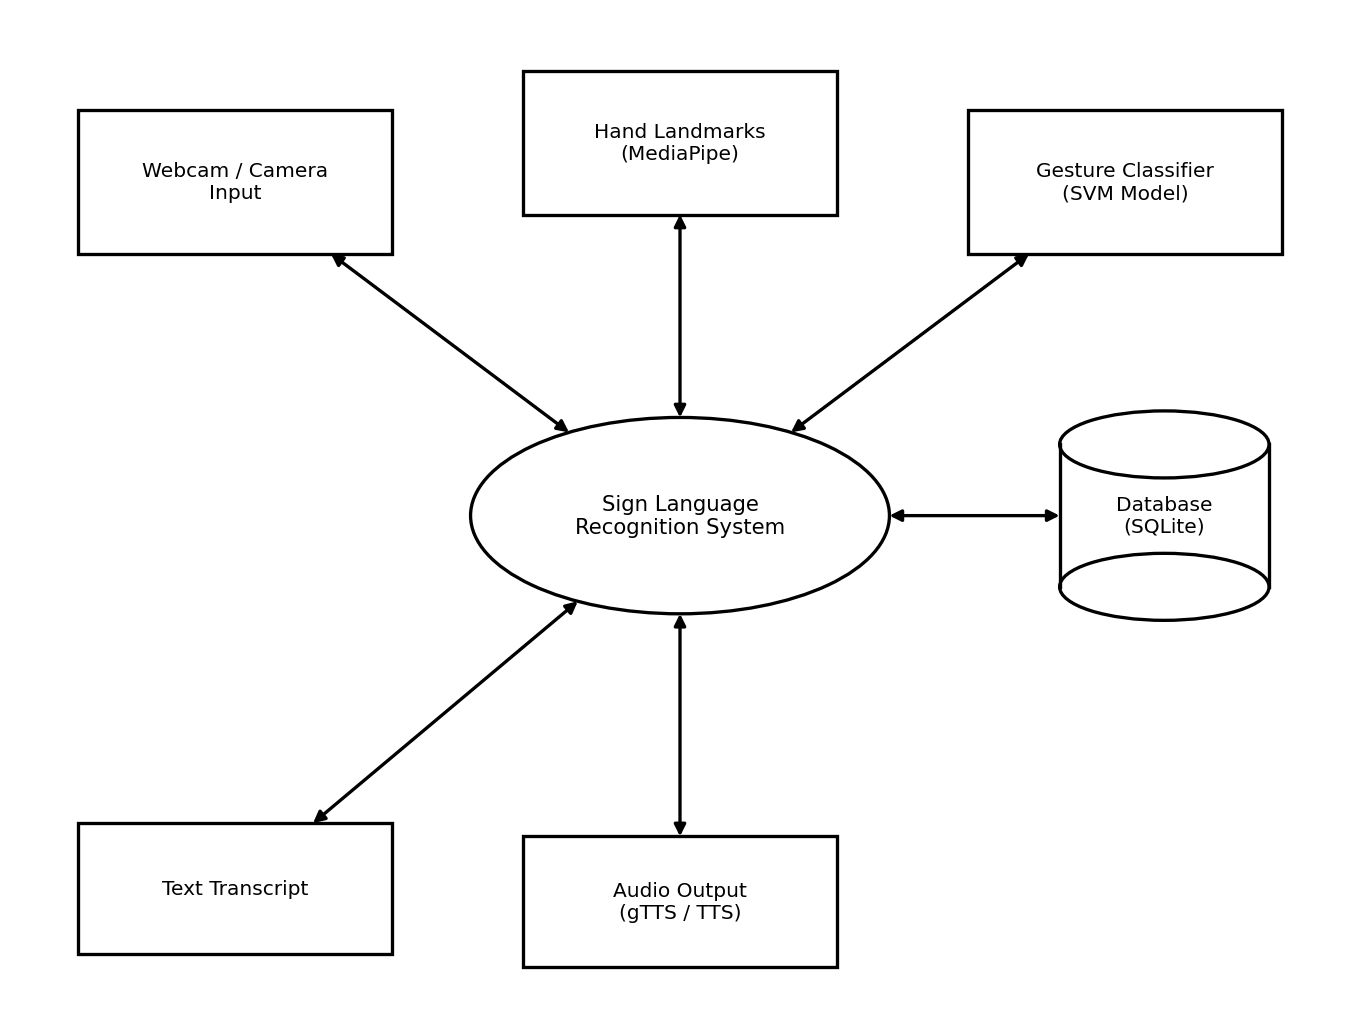 Hand Landmarks
(MediaPipe)
Webcam / Camera
Input
Gesture Classifier
(SVM Model)
Sign Language
Recognition System
Database
(SQLite)
Text Transcript
Audio Output
(gTTS / TTS)